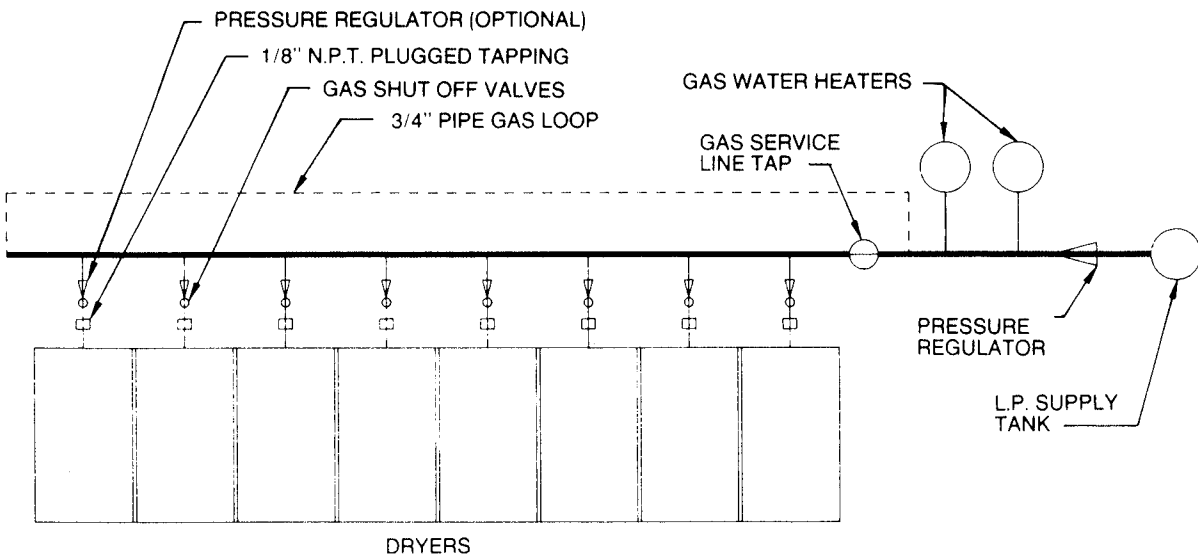 PRESSURE REGULATOR (OPTIONAL)
1/8" N.P.T. PLUGGED TAPPING
GAS SHUT OFF VALVES
3/4" PIPE GAS LOOP
GAS WATER HEATERS
GAS SERVICE
LINE TAP
PRESSURE
REGULATOR
L.P. SUPPLY
TANK
DRYERS